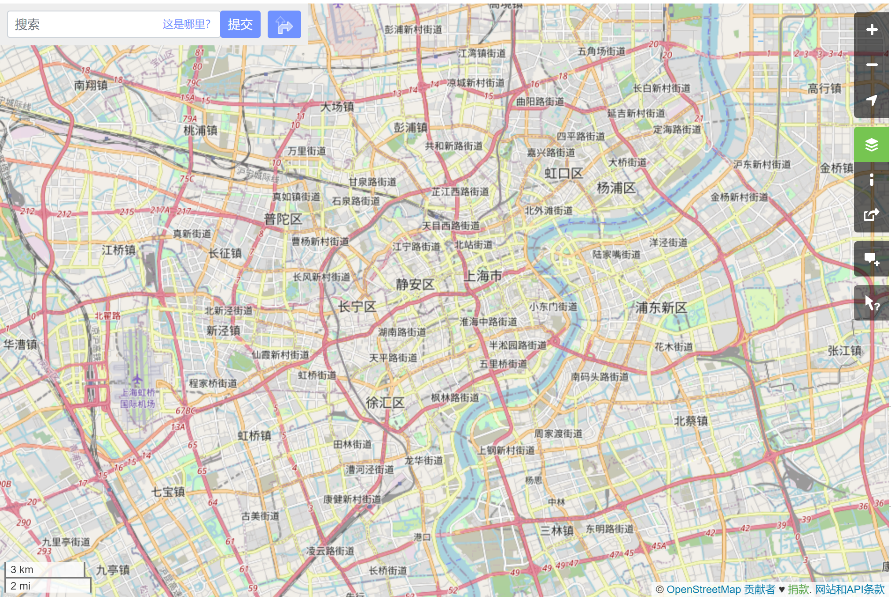 搜索
这是哪里?
提交
彭浦新村街道
五角场街道
高行镇
南翔镇
江湾镇街道
长白新村街道
凉城新村街道
大场镇
曲阳路街道
延吉新村街道
桃浦镇
彭浦镇
定海路街道
四平路街道
万里街道
共和新路街道
嘉兴路街道
大桥街道
沪东新村街道
虹口区
金桥镇
甘泉路街道
杨浦区
真如镇街道
石泉路街道
芷江西路街道
金杨新村街道
普陀区
北外滩街道
天目西路街道
真新街道
曹杨新村街道
江宁路街道
北站街道
洋泾街道
江桥镇
长征镇
陆家嘴街道
长风新村街道
上海市
静安区
长宁区
小东门街道
浦东新区
北翟路
北新泾街道
新泾镇
淮海中路街道
湖南路街道
华漕镇
半淞园路街道
花木街道
张江镇
仙霞新村街道
天平路街道
五里桥街道
虹桥街道
南码头路街道
程家桥街道
上海虹桥
国际机场
枫林路街道
徐汇区
北蔡镇
虹桥镇
田林街道
周家渡街道
上钢新村街道
龙华街道
漕河泾街道
七宝镇
康健新村街道
杨思
中林
古美街道
三林镇
东明路街道
港口
九里亭街道
凌云路街道
九亭镇
长桥街道
3 km
2 mi
© OpenStreetMap 贡献者 ♥ 捐款. 网站和API条款